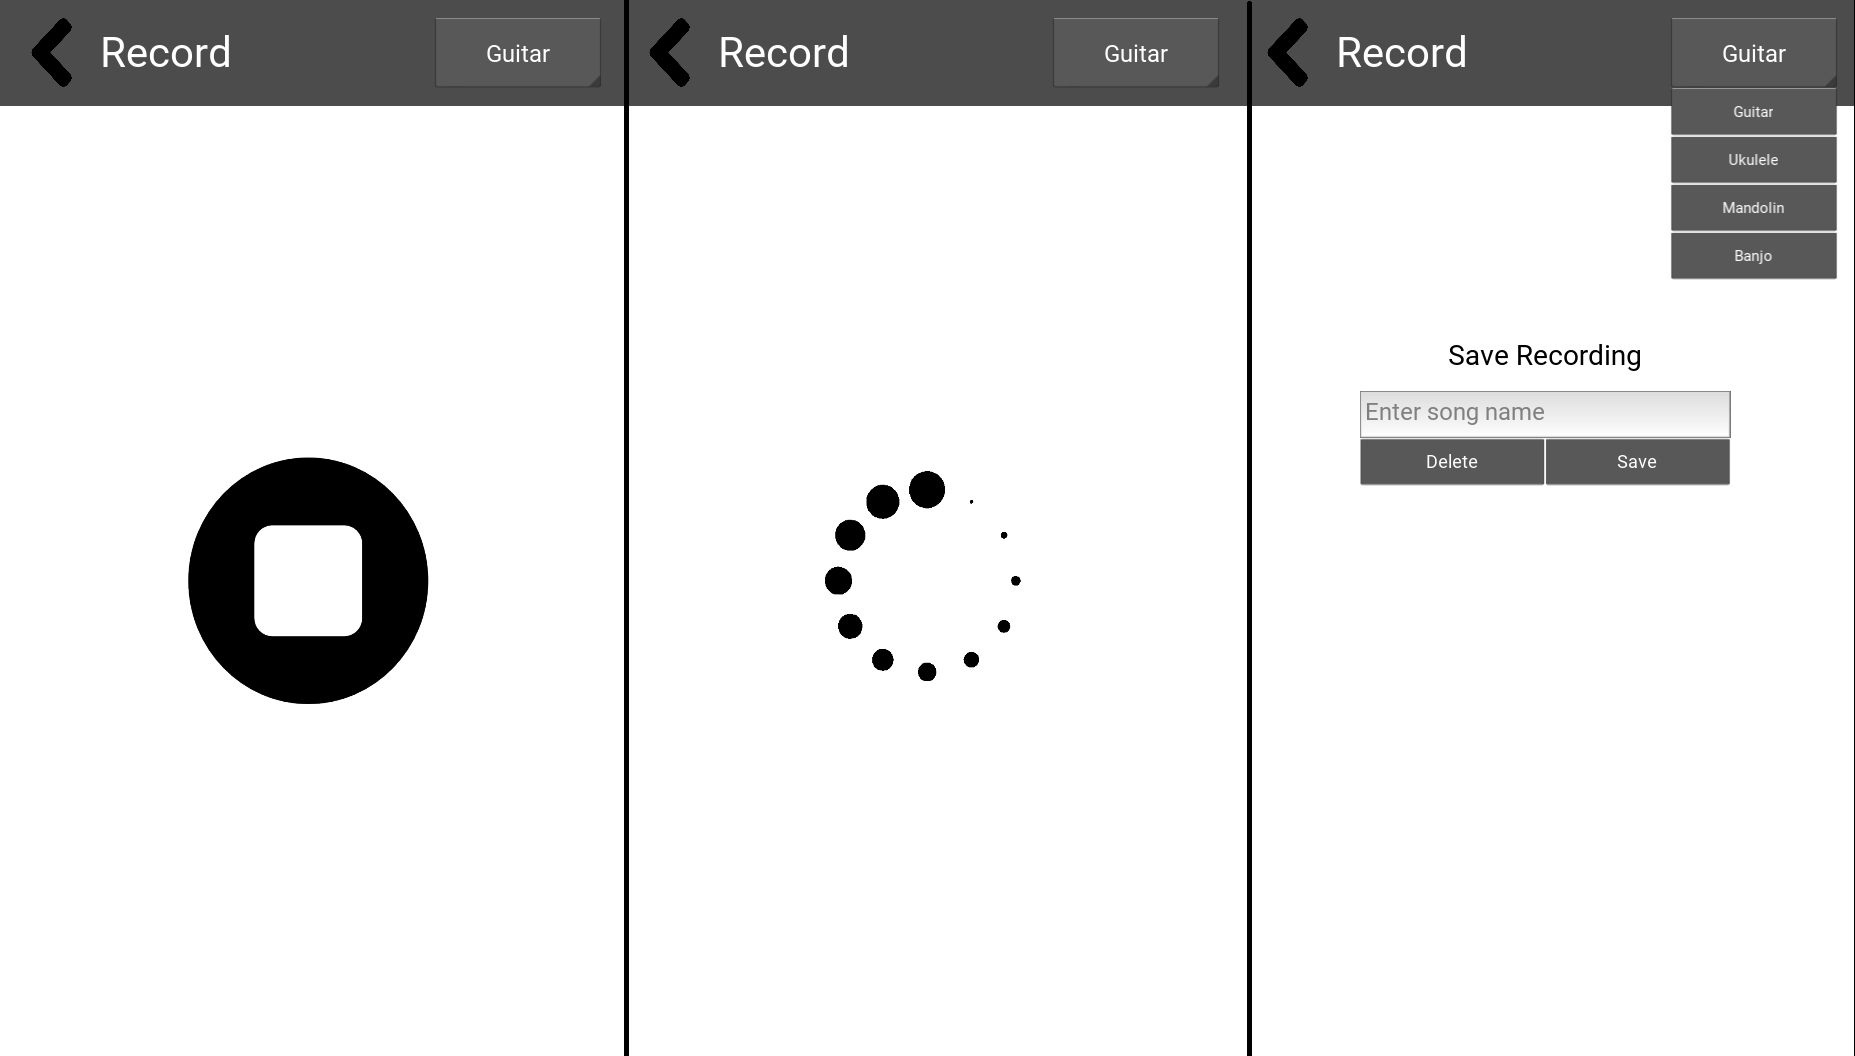 Record
Guitar
Record
Guitar
Record
Guitar
Guitar
Ukulele
Mandolin
Banjo
Save Recording
Enter song name
Delete
Save